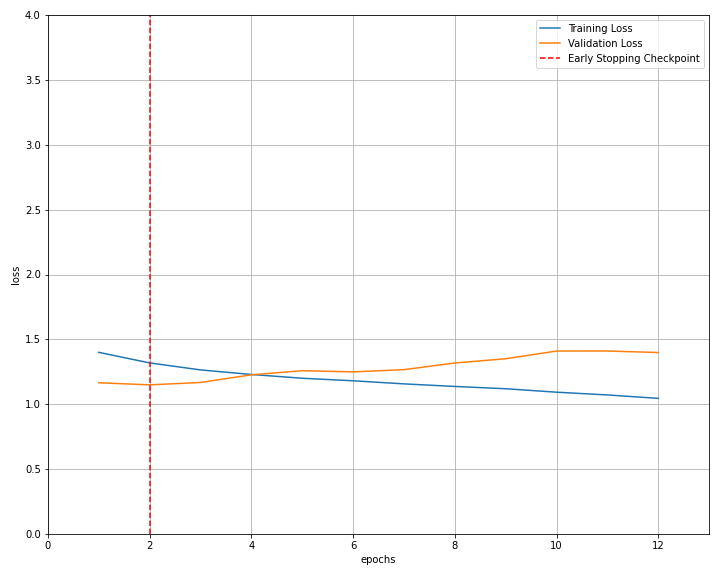 4.0
3.5
3.0
2.5
2.0
1.5
1.0
0.5
0.0
0 2 4 6 8 10 12
loss
epochs
Training Loss
Validation Loss
Early Stopping Checkpoint